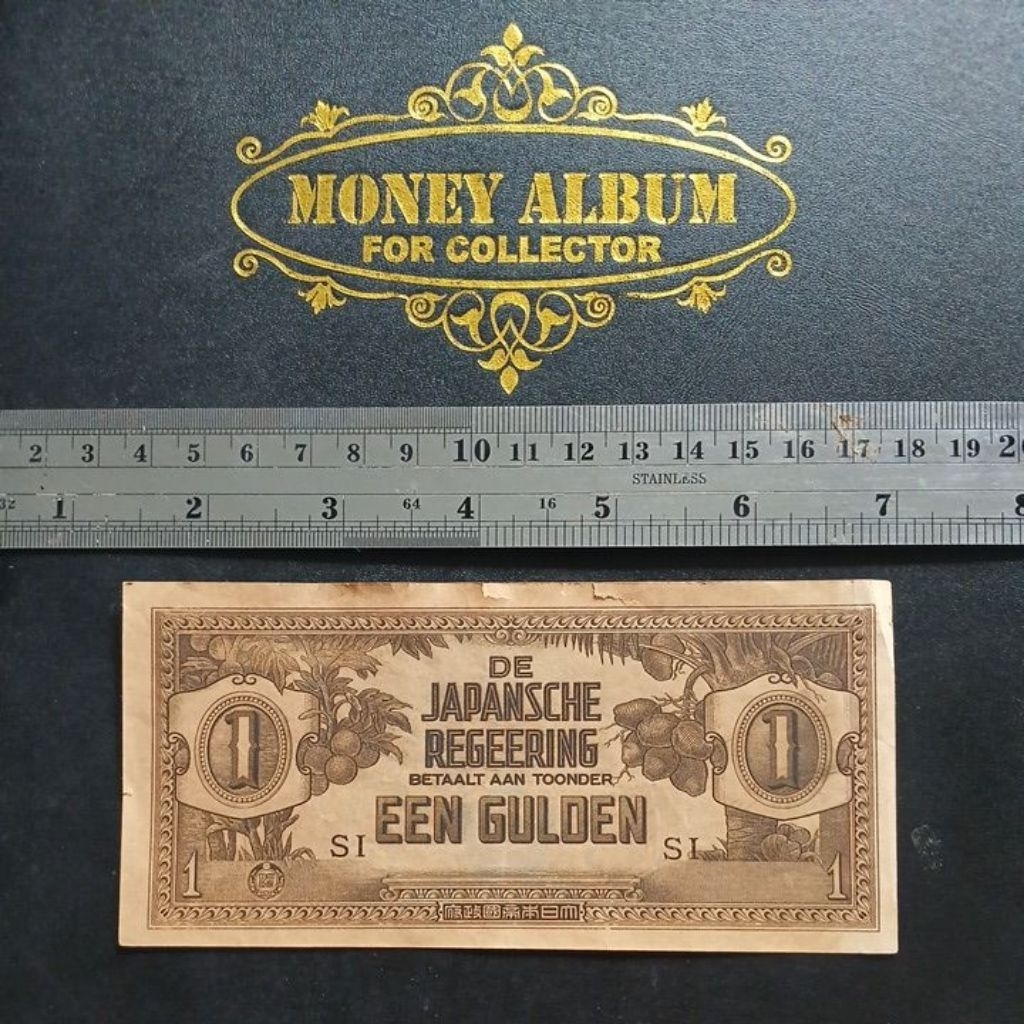 MONEY ALBUM
FOR COLLECTOR
2 3 4 5 6 7 8 9 10 11 12 13 14 15 16 17 18 19 2
STAINLESS
32 1 2 3 64 4 16 5 6 7 8
DE
JAPANSCHE
REGEERING
BETAALT AAN TOONDER
EEN GULDEN
1 1
SI SI
1 1
府政國帝本日大